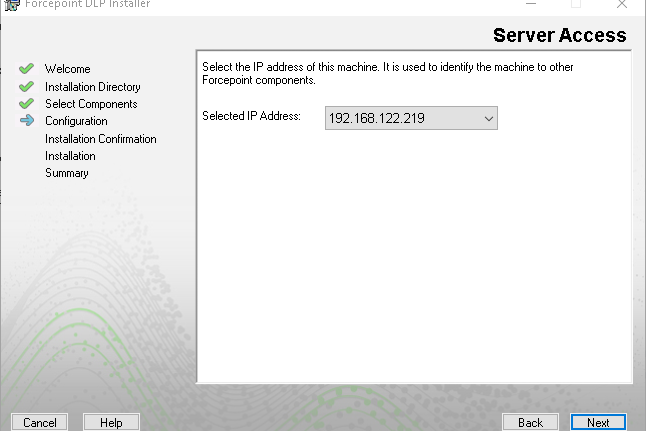 Forcepoint DLP Installer
Server Access
Welcome
Installation Directory
Select Components
Configuration
Installation Confirmation
Installation
Summary
Select the IP address of this machine. It is used to identify the machine to other
Forcepoint components.
Selected IP Address:
192.168.122.219
Cancel
Help
Back
Next